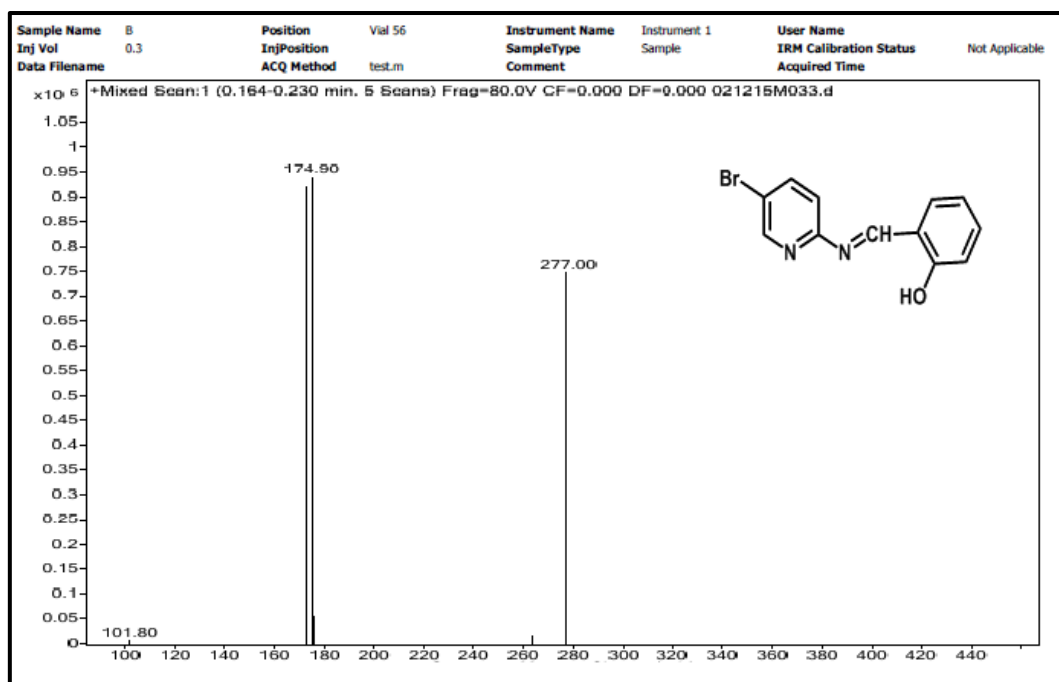 Sample Name B Position Vial 56 Instrument Name Instrument 1 User Name
Inj Vol 0.3 InjPosition SampleType Sample IRM Calibration Status Not Applicable
Data Filename ACQ Method test.m Comment Acquired Time
x10 6 +Mixed Scan:1 (0.164-0.230 min. 5 Scans) Frag=80.0V CF=0.000 DF=0.000 021215M033.d
1.05
1
0.95
0.9
0.85
0.8
0.75
0.7
0.65
0.6
0.55
0.5
0.45
0.4
0.35
0.3
0.25
0.2
0.15
0.1
0.05
0
174.90
277.00
101.80
Br
N
N
CH
HO
100 120 140 160 180 200 220 240 260 280 300 320 340 360 380 400 420 440